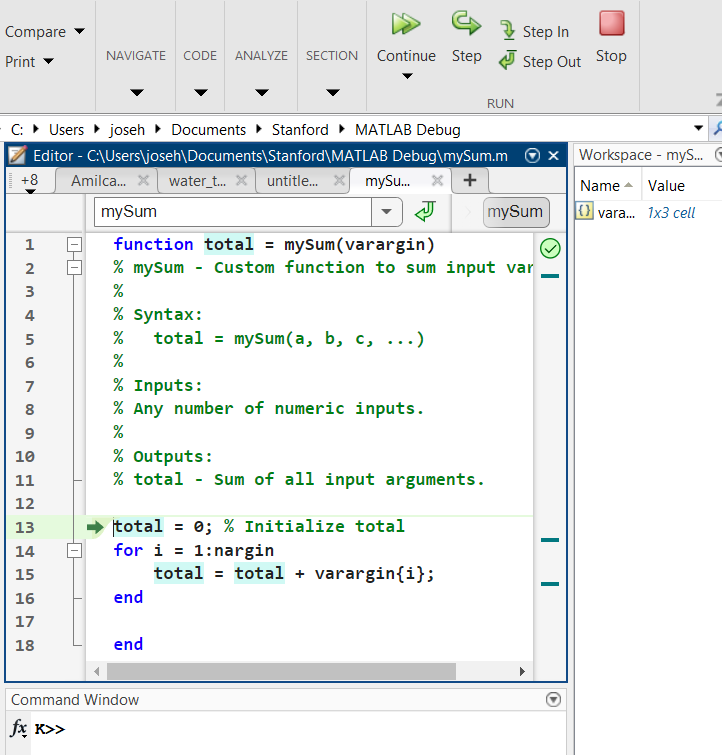 Compare
Print
NAVIGATE
CODE
ANALYZE
SECTION
Continue
Step
Step In
Step Out
Stop
RUN
C: Users joseh Documents Stanford MATLAB Debug
Editor - C:\Users\joseh\Documents\Stanford\MATLAB Debug\mySum.m
+8 Amilca... water_t... untitle... mySu... +
mySum mySum
1 function total = mySum(varargin)
2 % mySum - Custom function to sum input var
3 %
4 % Syntax:
5 %   total = mySum(a, b, c, ...)
6 %
7 % Inputs:
8 % Any number of numeric inputs.
9 %
10 % Outputs:
11 % total - Sum of all input arguments.
12
13 total = 0; % Initialize total
14 for i = 1:nargin
15     total = total + varargin{i};
16 end
17
18 end
Command Window
fx K>>
Workspace - myS...
Name Value
{} vara... 1x3 cell